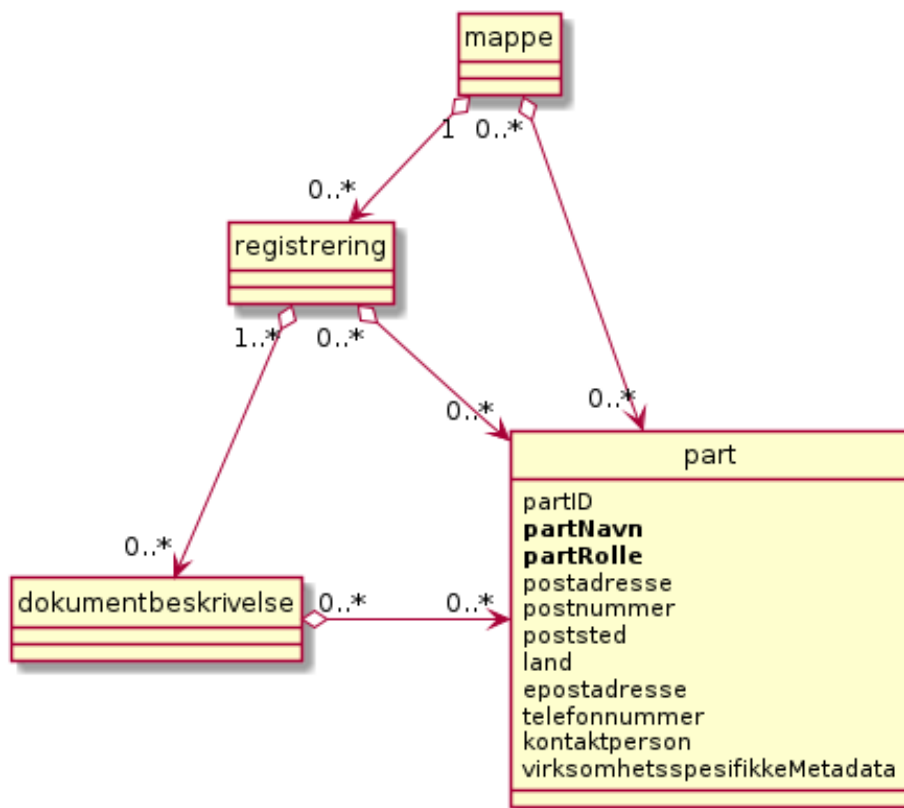 mappe
1
0..*
0..*
registrering
1..*
0..*
0..*
0..*
part
partID
partNavn
partRolle
postadresse
postnummer
poststed
land
epostadresse
telefonnummer
kontaktperson
virksomhetsspesifikkeMetadata
0..*
dokumentbeskrivelse
0..*
0..*